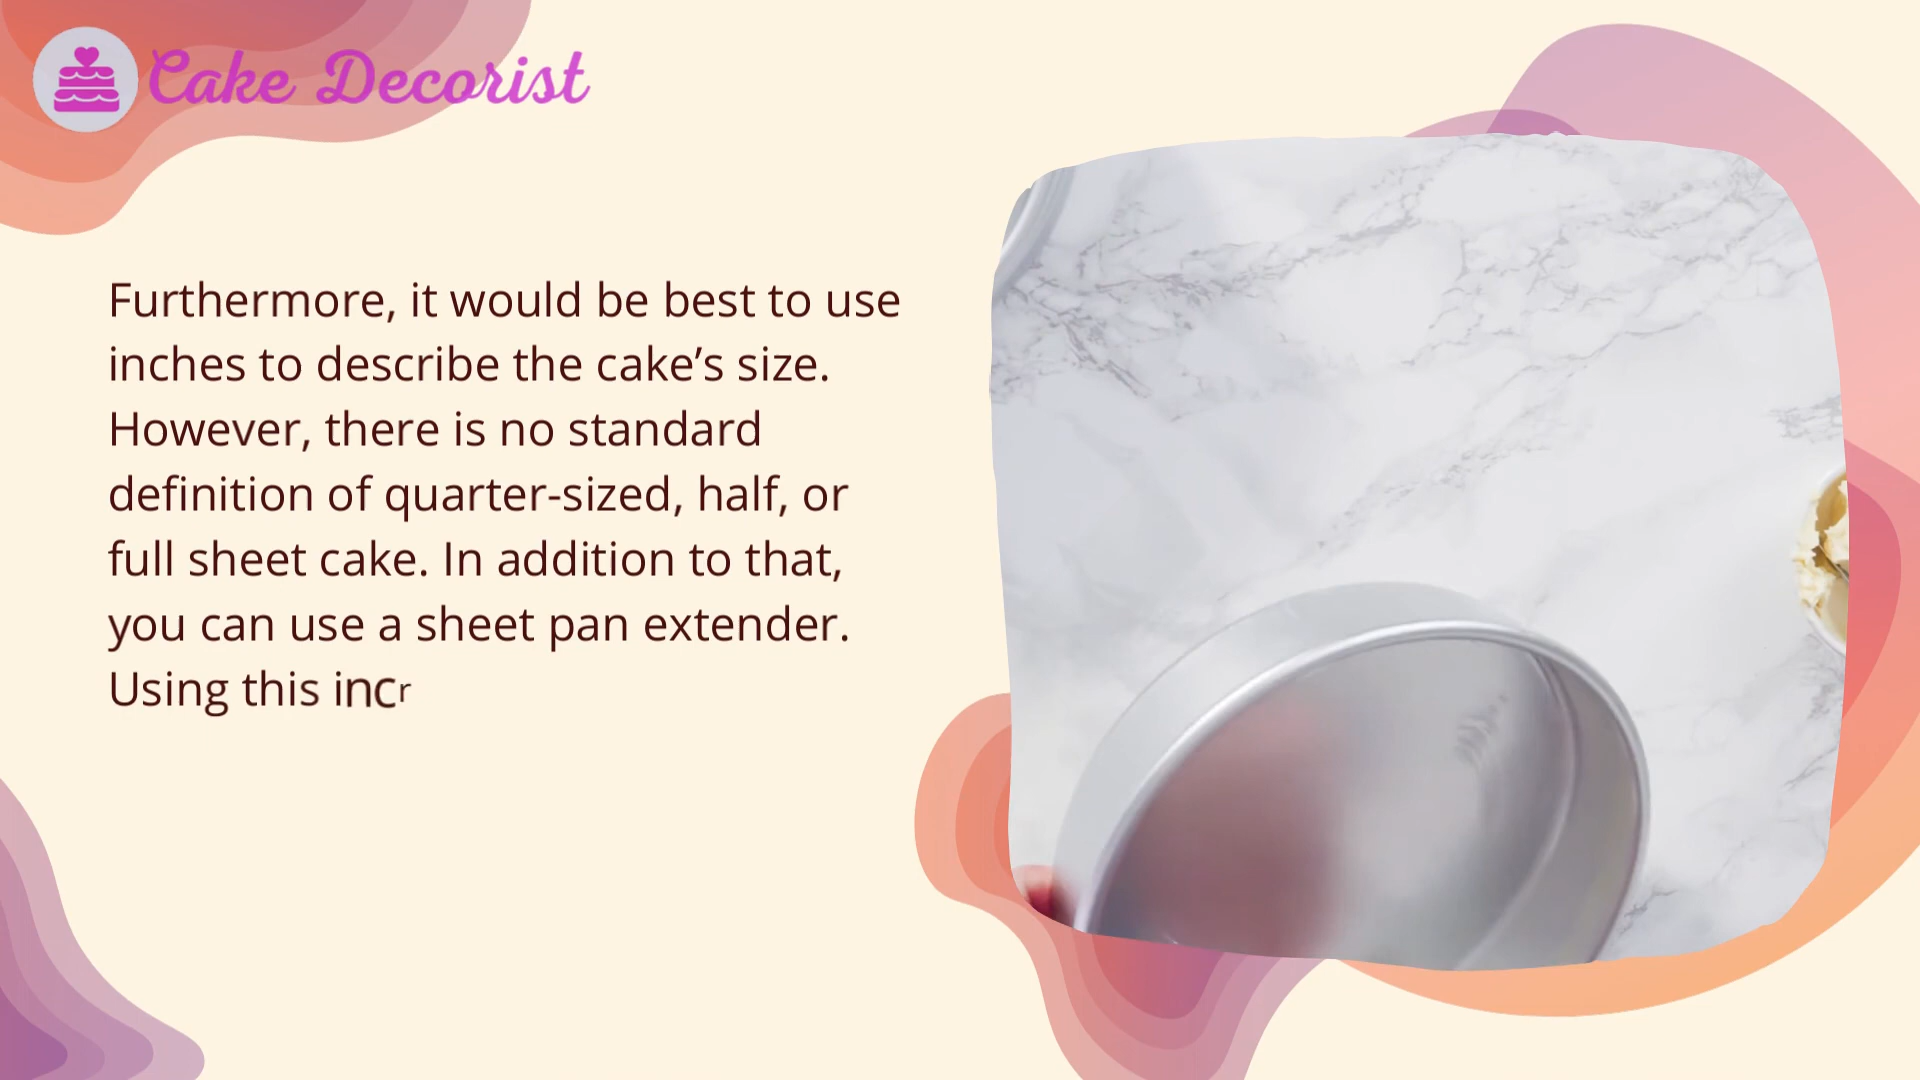 Cake Decorist
Furthermore, it would be best to use
inches to describe the cake’s size.
However, there is no standard
definition of quarter-sized, half, or
full sheet cake. In addition to that,
you can use a sheet pan extender.
Using this incr